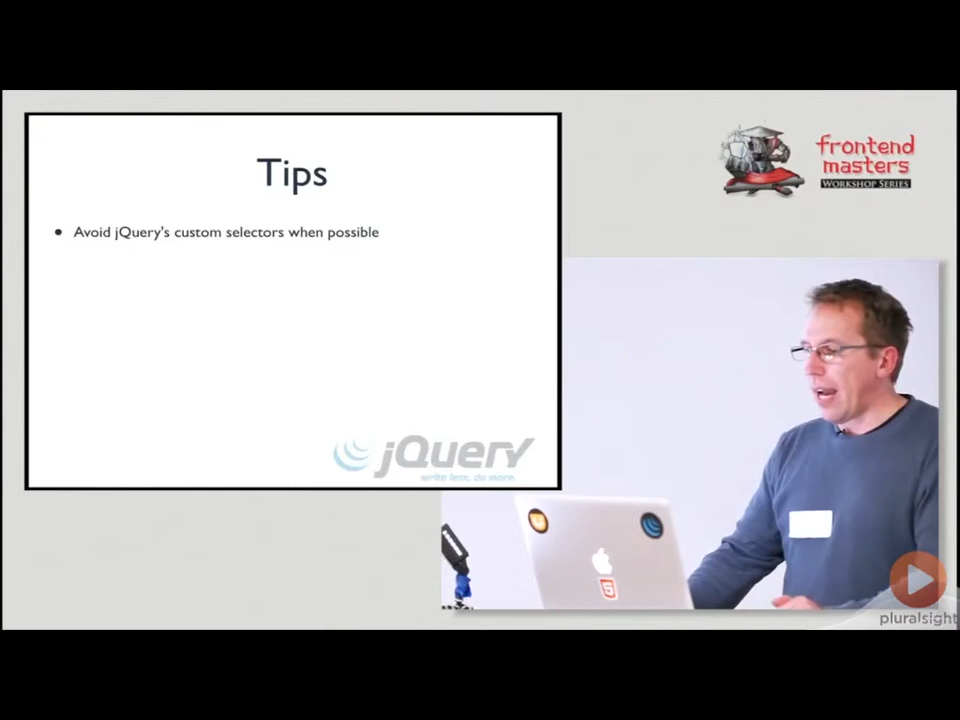 Tips
• Avoid jQuery's custom selectors when possible
jQuery
write less, do more.
frontend
masters
WORKSHOP SERIES
pluralsight